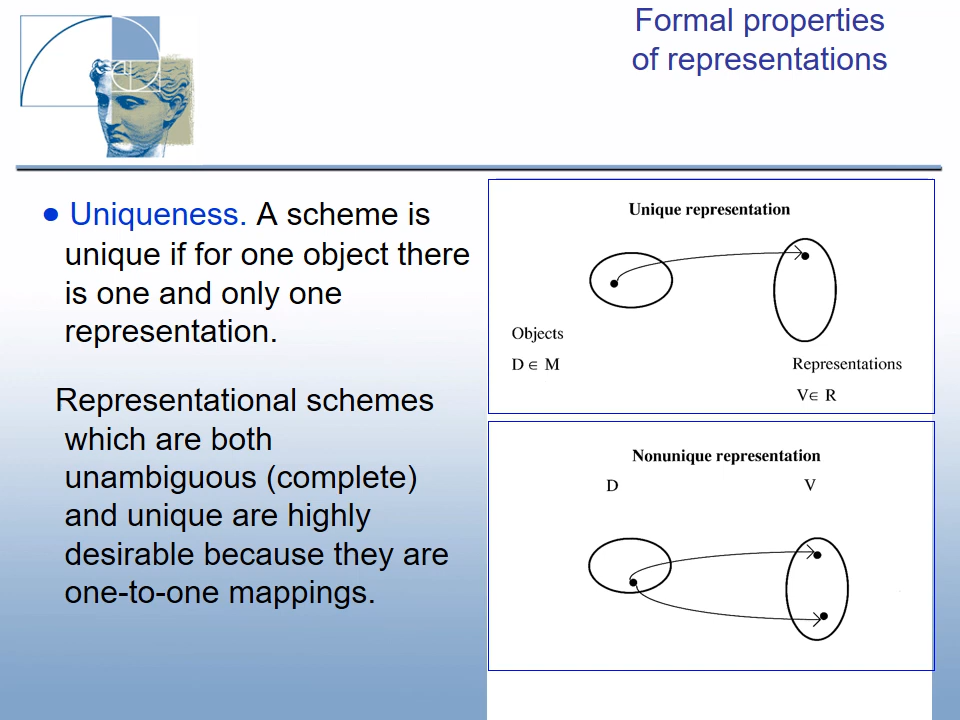 Formal properties
of representations
● Uniqueness. A scheme is
unique if for one object there
is one and only one
representation.
Representational schemes
which are both
unambiguous (complete)
and unique are highly
desirable because they are
one-to-one mappings.
Unique representation
Objects
D ∈ M
Representations
V∈ R
Nonunique representation
D V